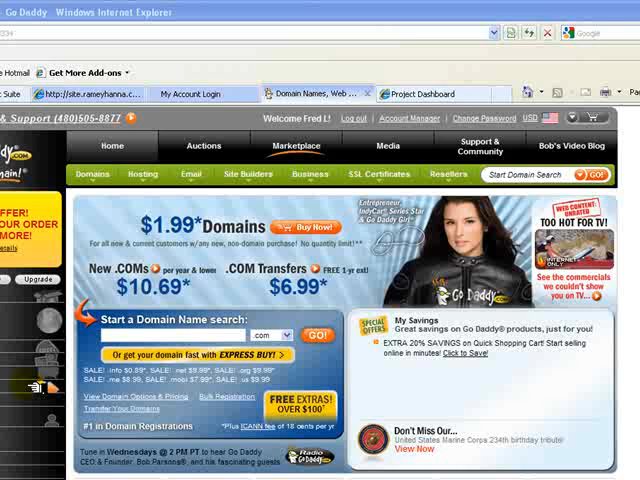 Go Daddy - Windows Internet Explorer
Google
Hotmail Get More Add-ons
Suite http://site.rameyhanna.c... My Account Login Domain Names, Web ... Project Dashboard
& Support (480)505-8877 Welcome Fred L! Log out | Account Manager | Change Password USD
Home Auctions Marketplace Media Support & Community Bob's Video Blog
Domains Hosting Email Site Builders Business SSL Certificates Resellers Start Domain Search GO!
FFER!
YOUR ORDER
MORE!
details
Upgrade
Entrepreneur,
IndyCar® Series Star
& Go Daddy Girl®
$1.99* Domains Buy Now!
For all new & current customers w/any new, non-domain purchase! No quantity limit!**
New .COMs per year & lower .COM Transfers FREE 1-yr ext!
$10.69* $6.99*
Go Daddy
.COM
WEB CONTENT:
UNRATED
TOO HOT FOR TV!
INTERNET
ONLY
See the commercials
we couldn't show
you on TV...
Start a Domain Name search:
.com GO!
Or get your domain fast with EXPRESS BUY! >
SALE! .info $0.89*, SALE! .net $9.99*, SALE! .org $9.99*
SALE! .me $8.99, SALE! .mobi $7.99*, SALE! .us $9.99
View Domain Options & Pricing Bulk Registration
Transfer Your Domains
FREE EXTRAS!
OVER $100*
#1 in Domain Registrations *Plus ICANN fee of 18 cents per yr
Tune in Wednesdays @ 2 PM PT to hear Go Daddy
CEO & Founder, Bob Parsons®, and his fascinating guests
Radio
GoDaddy
SPECIAL
OFFERS
My Savings
Great savings on Go Daddy® products, just for you!
EXTRA 20% SAVINGS on Quick Shopping Cart! Start selling
online in minutes! Click to Save!
Don't Miss Our...
United States Marine Corps 234th birthday tribute!
View Now